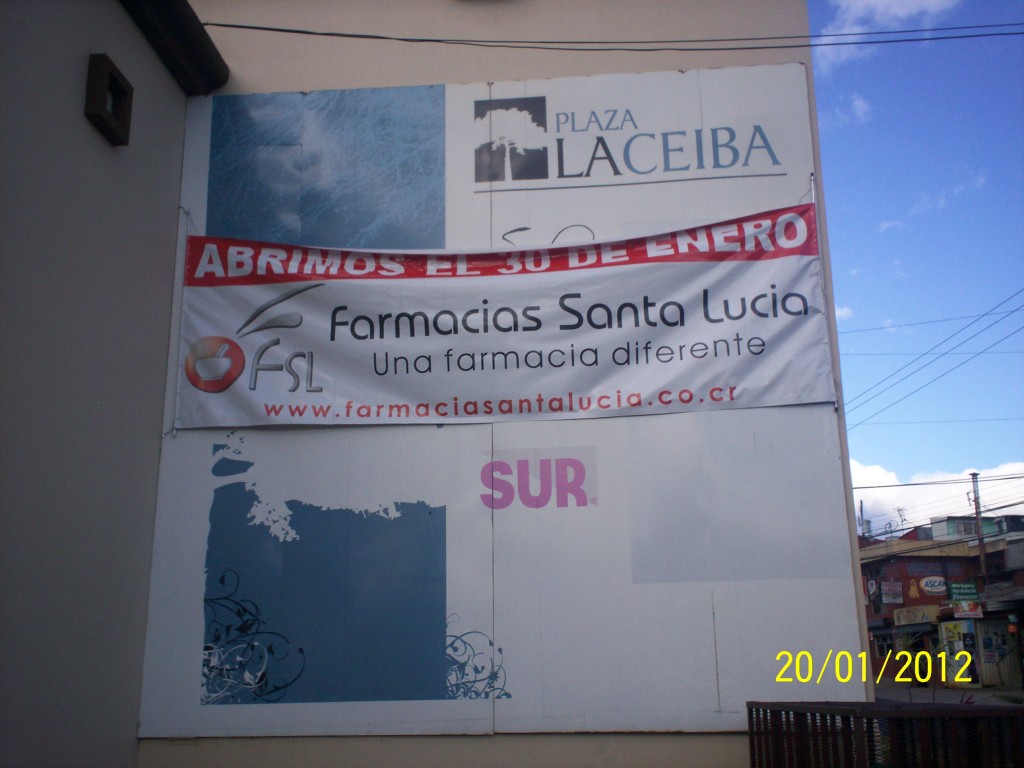 PLAZA
LACEIBA
ABRIMOS EL 30 DE ENERO
Farmacias Santa Lucia
FSL
Una farmacia diferente
www.farmaciasantalucia.co.cr
SUR
20/01/2012